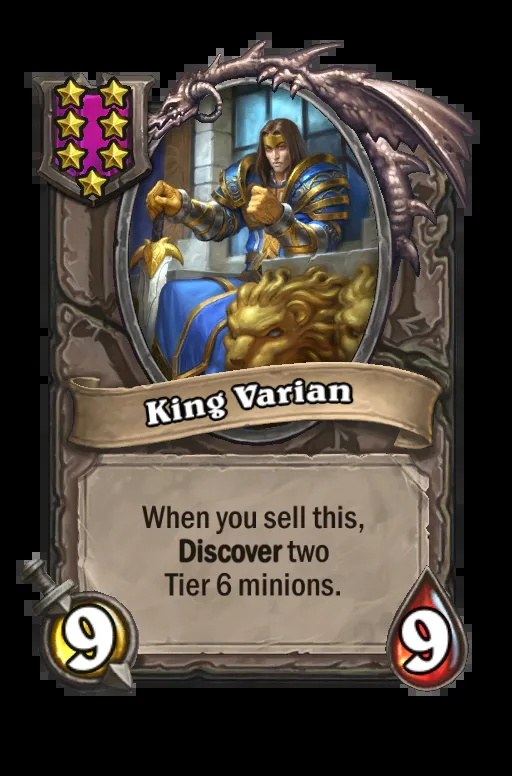 King Varian
When you sell this,
Discover two
Tier 6 minions.
9
9